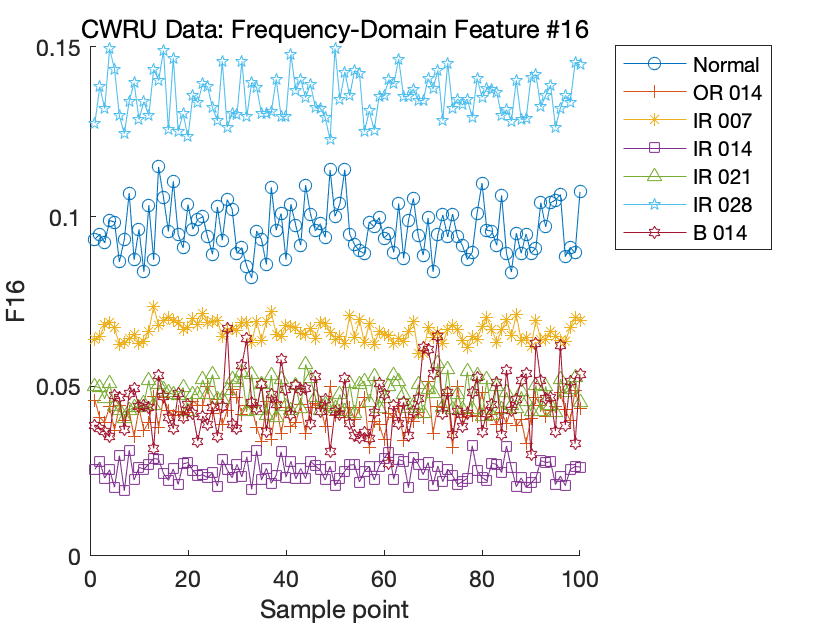 CWRU Data: Frequency-Domain Feature #16
0.15
0.1
0.05
0
F16
0 20 40 60 80 100
Sample point
Normal
OR 014
IR 007
IR 014
IR 021
IR 028
B 014